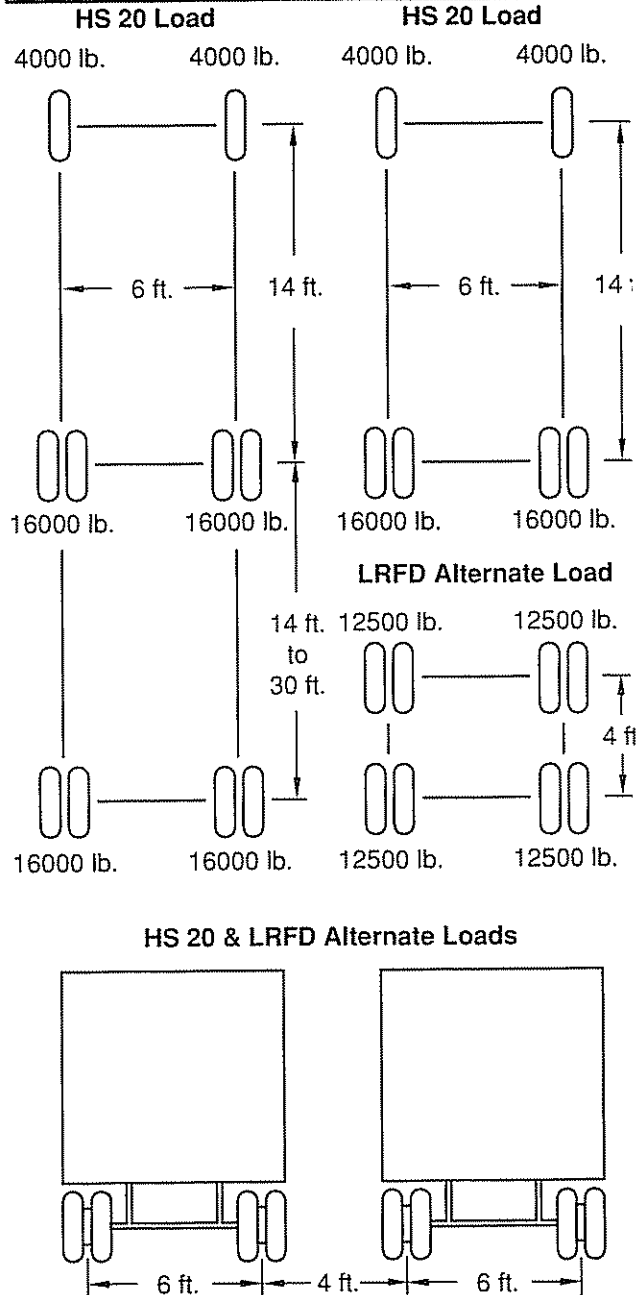 HS 20 Load HS 20 Load
4000 lb. 4000 lb. 4000 lb. 4000 lb.
6 ft. 14 ft. 6 ft. 14
16000 lb. 16000 lb. 16000 lb. 16000 lb.
LRFD Alternate Load
14 ft. 12500 lb. 12500 lb.
to
30 ft.
4 ft
16000 lb. 16000 lb. 12500 lb. 12500 lb.
HS 20 & LRFD Alternate Loads
6 ft. 4 ft. 6 ft.